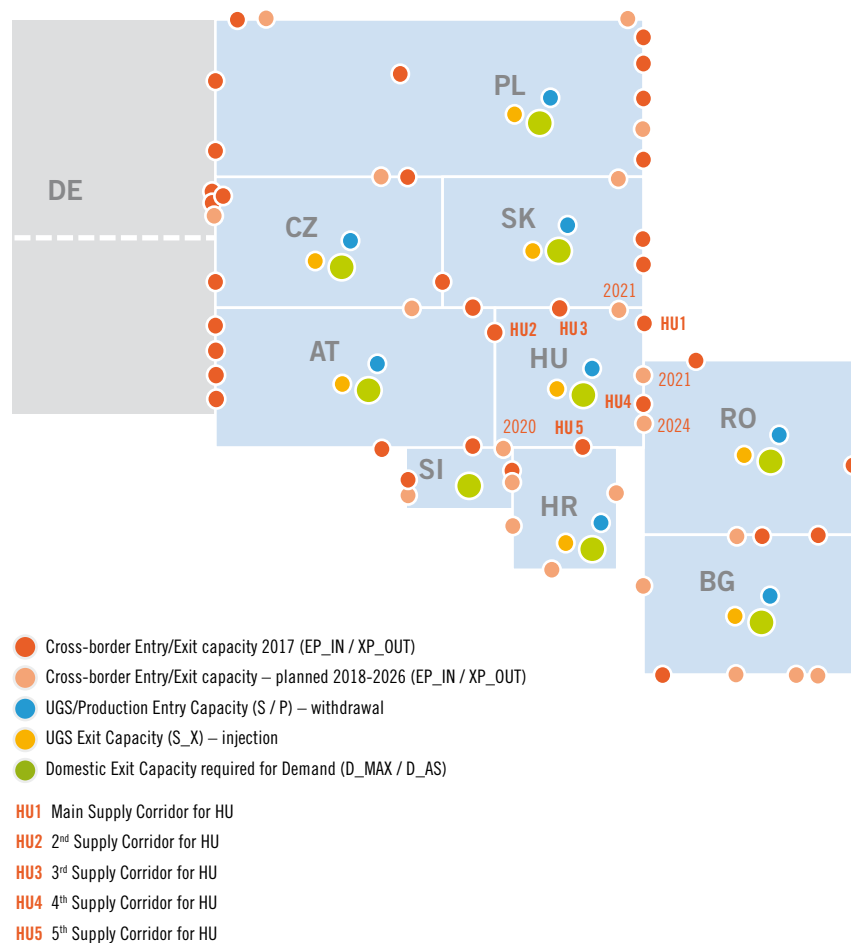 PL
DE
CZ
SK
2021
HU2
HU3
HU1
AT
HU
2021
HU4
RO
2024
2020
HU5
SI
HR
BG
Cross-border Entry/Exit capacity 2017 (EP_IN / XP_OUT)
Cross-border Entry/Exit capacity – planned 2018-2026 (EP_IN / XP_OUT)
UGS/Production Entry Capacity (S / P) – withdrawal
UGS Exit Capacity (S_X) – injection
Domestic Exit Capacity required for Demand (D_MAX / D_AS)
HU1 Main Supply Corridor for HU
HU2 2nd Supply Corridor for HU
HU3 3rd Supply Corridor for HU
HU4 4th Supply Corridor for HU
HU5 5th Supply Corridor for HU